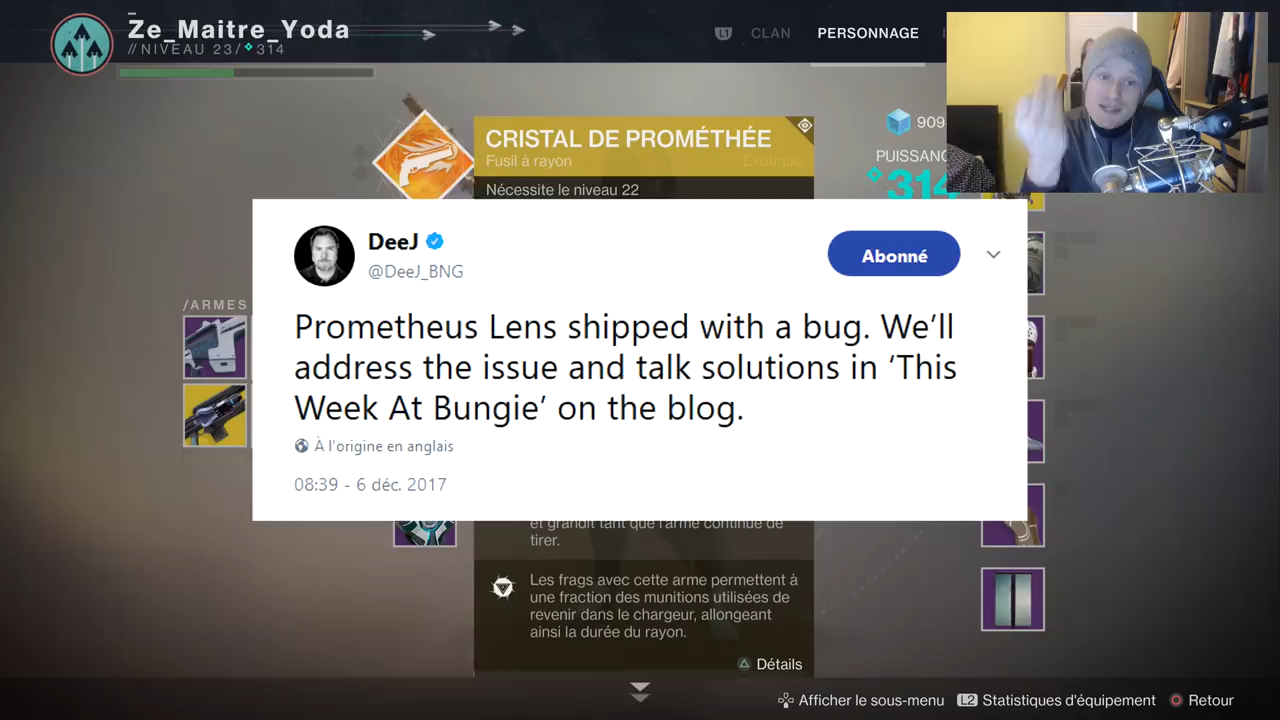 Ze_Maitre_Yoda
//NIVEAU 23/ 314
L1 CLAN PERSONNAGE
CRISTAL DE PROMÉTHÉE
Fusil à rayon Exotique
Nécessite le niveau 22
909
PUISSANC
314
/ARMES
DeeJ
@DeeJ_BNG
Abonné
Prometheus Lens shipped with a bug. We’ll
address the issue and talk solutions in ‘This
Week At Bungie’ on the blog.
À l'origine en anglais
08:39 - 6 déc. 2017
et grandit tant que l'arme continue de
tirer.
Les frags avec cette arme permettent à
une fraction des munitions utilisées de
revenir dans le chargeur, allongeant
ainsi la durée du rayon.
Détails
Afficher le sous-menu L2 Statistiques d'équipement Retour